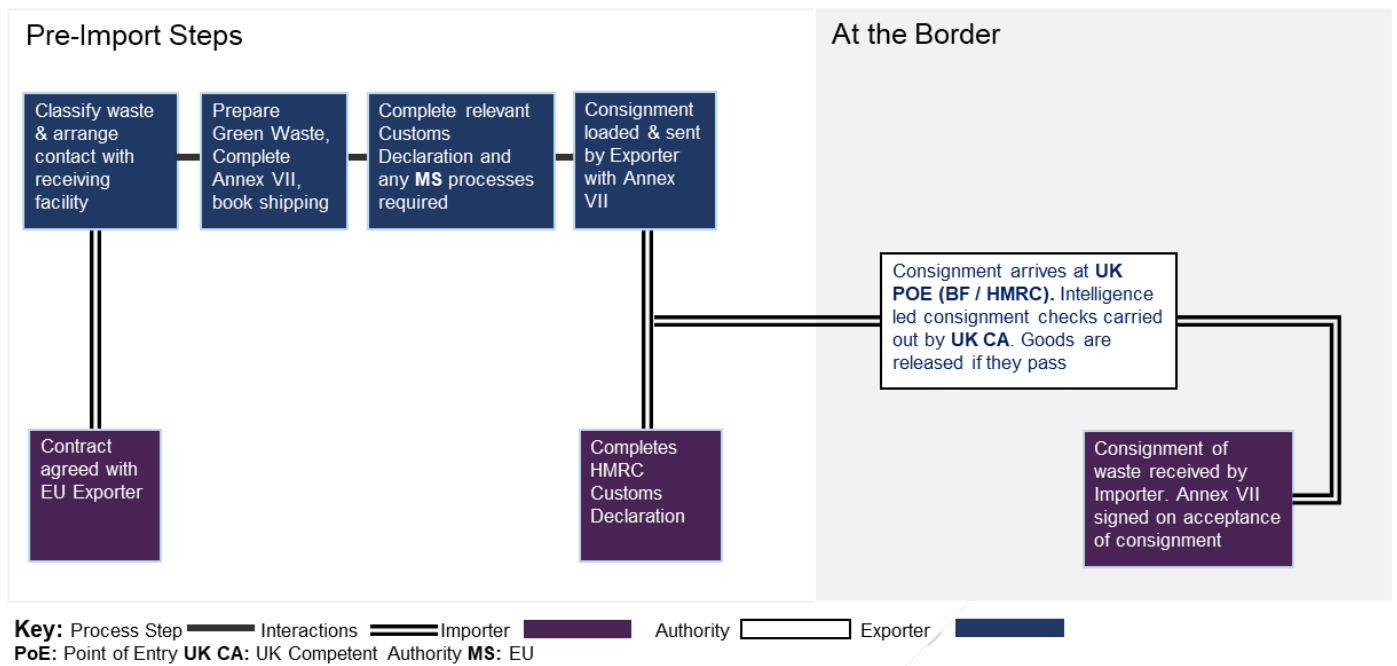 Pre-Import Steps
At the Border
Classify waste
& arrange
contact with
receiving
facility
Prepare
Green Waste,
Complete
Annex VII,
book shipping
Complete relevant
Customs
Declaration and
any MS processes
required
Consignment
loaded & sent
by Exporter
with Annex
VII
Consignment arrives at UK
POE (BF / HMRC). Intelligence
led consignment checks carried
out by UK CA. Goods are
released if they pass
Contract
agreed with
EU Exporter
Completes
HMRC
Customs
Declaration
Consignment of
waste received by
Importer. Annex VII
signed on acceptance
of consignment
Key: Process Step Interactions Importer Authority Exporter
PoE: Point of Entry UK CA: UK Competent Authority MS: EU